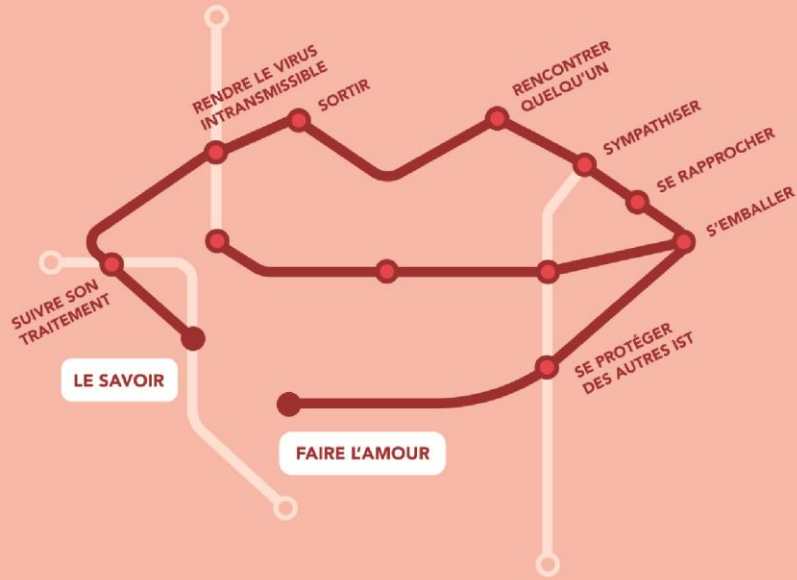 RENDRE LE VIRUS
INTRANSMISSIBLE
SORTIR
RENCONTRER
QUELQU'UN
SYMPATHISER
SE RAPPROCHER
S'EMBALLER
SUIVRE SON
TRAITEMENT
LE SAVOIR
SE PROTÉGER
DES AUTRES IST
FAIRE L'AMOUR